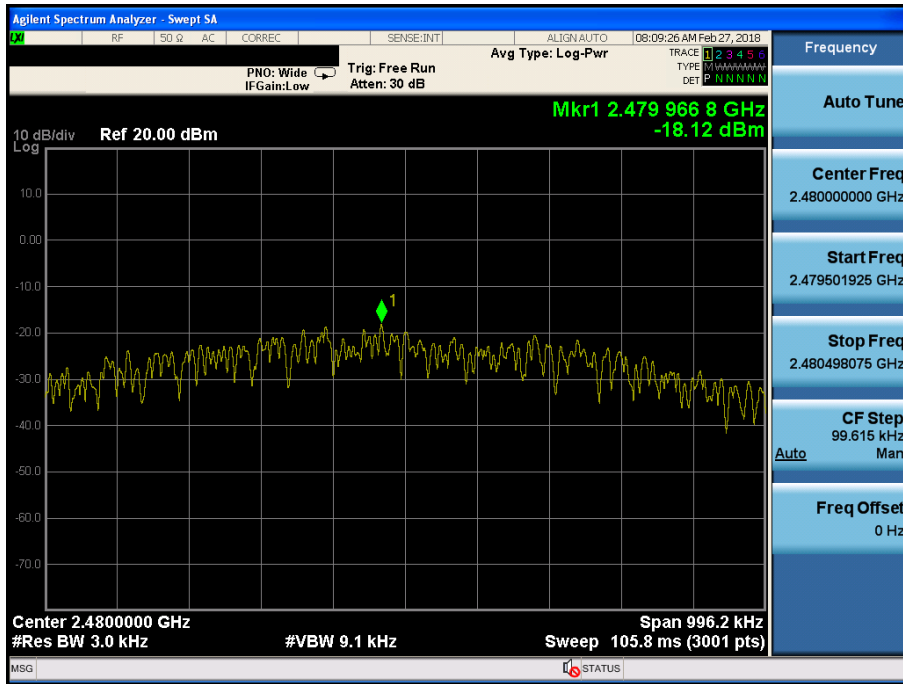 Agilent Spectrum Analyzer - Swept SA
LXI RF 50 Ω AC CORREC SENSE:INT ALIGN AUTO 08:09:26 AM Feb 27, 2018
Avg Type: Log-Pwr
TRACE 1 2 3 4 5 6
PNO: Wide Trig: Free Run
TYPE M WWWWW
IFGain:Low Atten: 30 dB
DET P N N N N N
Mkr1 2.479 966 8 GHz
-18.12 dBm
10 dB/div Ref 20.00 dBm
Log
10.0
0.00
-10.0
1
-20.0
-30.0
-40.0
-50.0
-60.0
-70.0
Center 2.4800000 GHz Span 996.2 kHz
#Res BW 3.0 kHz #VBW 9.1 kHz Sweep 105.8 ms (3001 pts)
MSG STATUS
Frequency
Auto Tune
Center Freq
2.480000000 GHz
Start Freq
2.479501925 GHz
Stop Freq
2.480498075 GHz
CF Step
99.615 kHz
Auto Man
Freq Offset
0 Hz